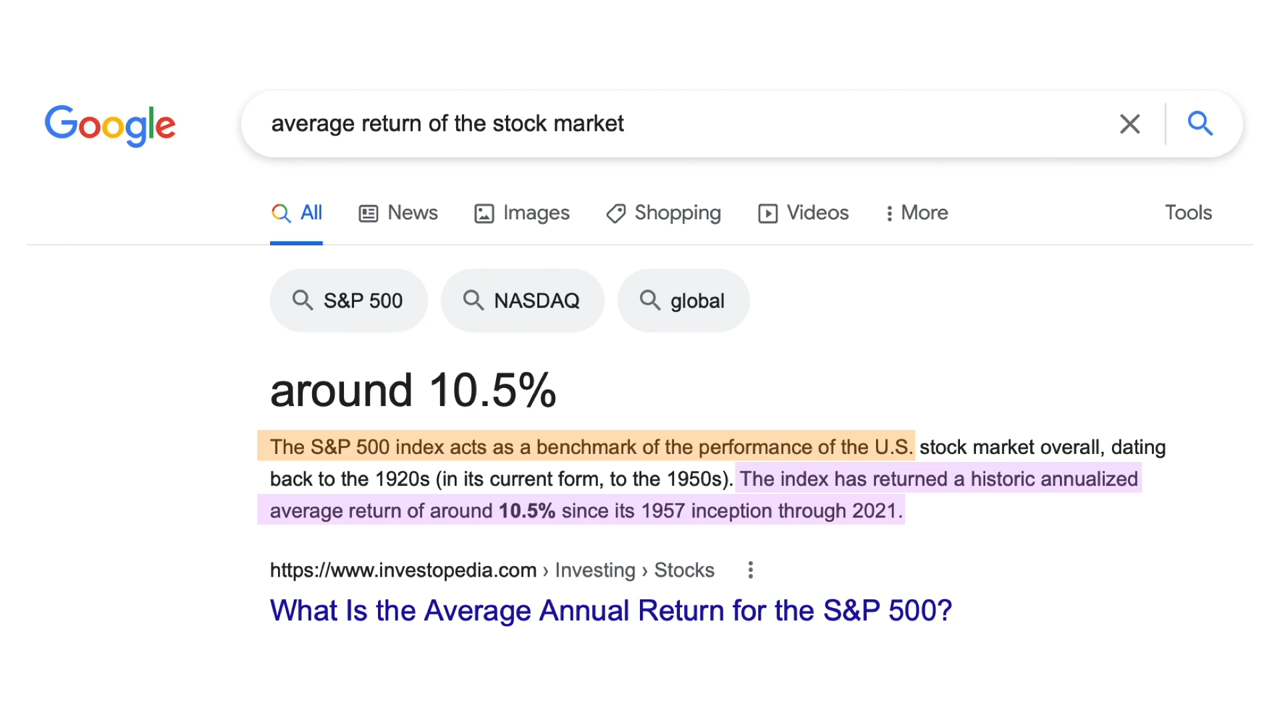 Google
average return of the stock market
All News Images Shopping Videos More Tools
S&P 500 NASDAQ global
around 10.5%
The S&P 500 index acts as a benchmark of the performance of the U.S. stock market overall, dating
back to the 1920s (in its current form, to the 1950s). The index has returned a historic annualized
average return of around 10.5% since its 1957 inception through 2021.
https://www.investopedia.com › Investing › Stocks
What Is the Average Annual Return for the S&P 500?